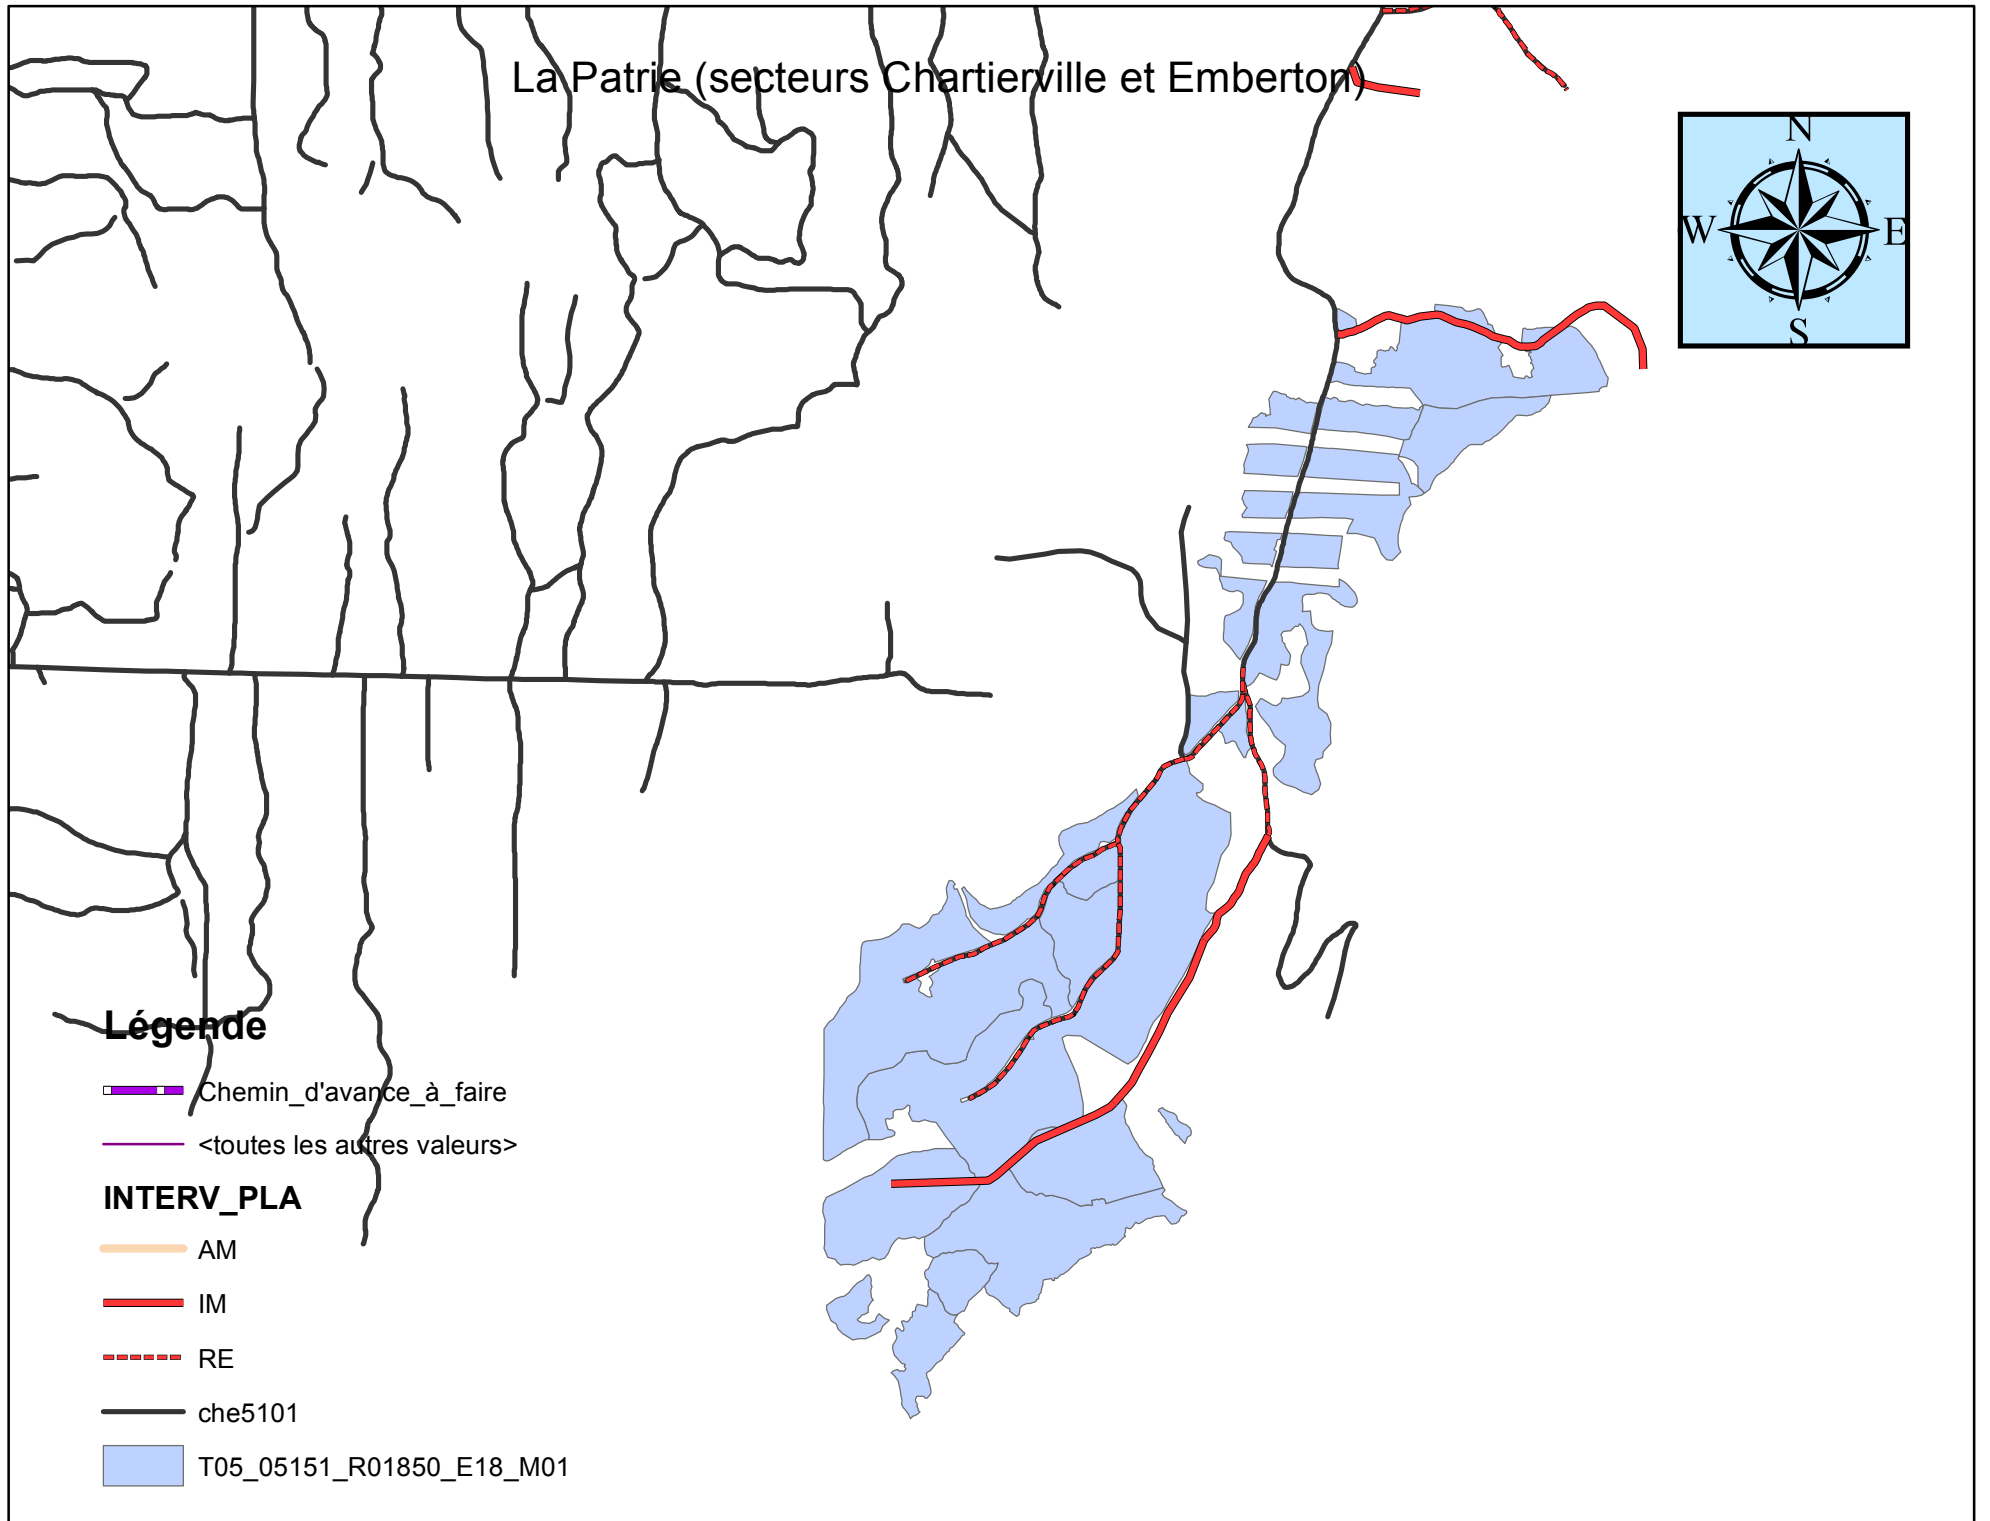 La Patrie (secteurs Chartierville et Emberton)
N
W E
S
Légende
Chemin_d'avance_à_faire
<toutes les autres valeurs>
INTERV_PLA
AM
IM
RE
che5101
T05_05151_R01850_E18_M01